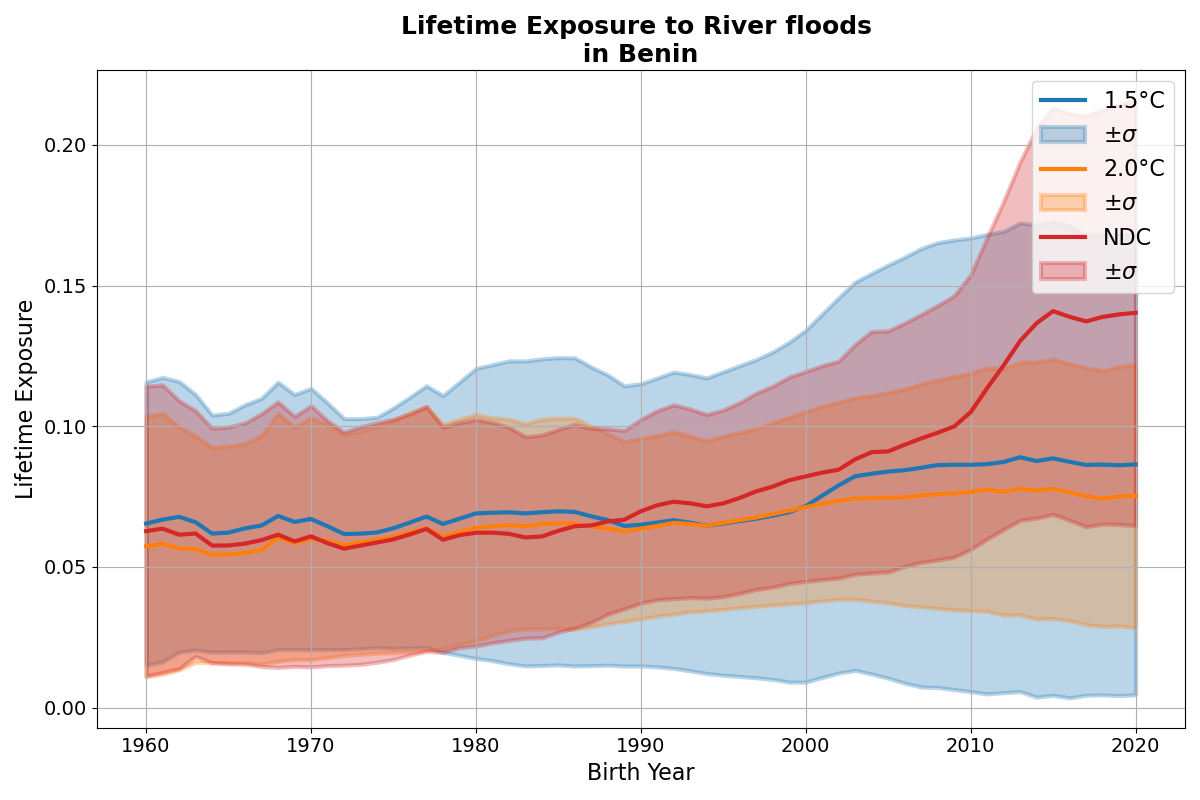 Lifetime Exposure to River floods
in Benin
Lifetime Exposure
0.20
0.15
0.10
0.05
0.00
1960
1970
1980
1990
2000
2010
2020
Birth Year
1.5°C
±σ
2.0°C
±σ
NDC
±σ